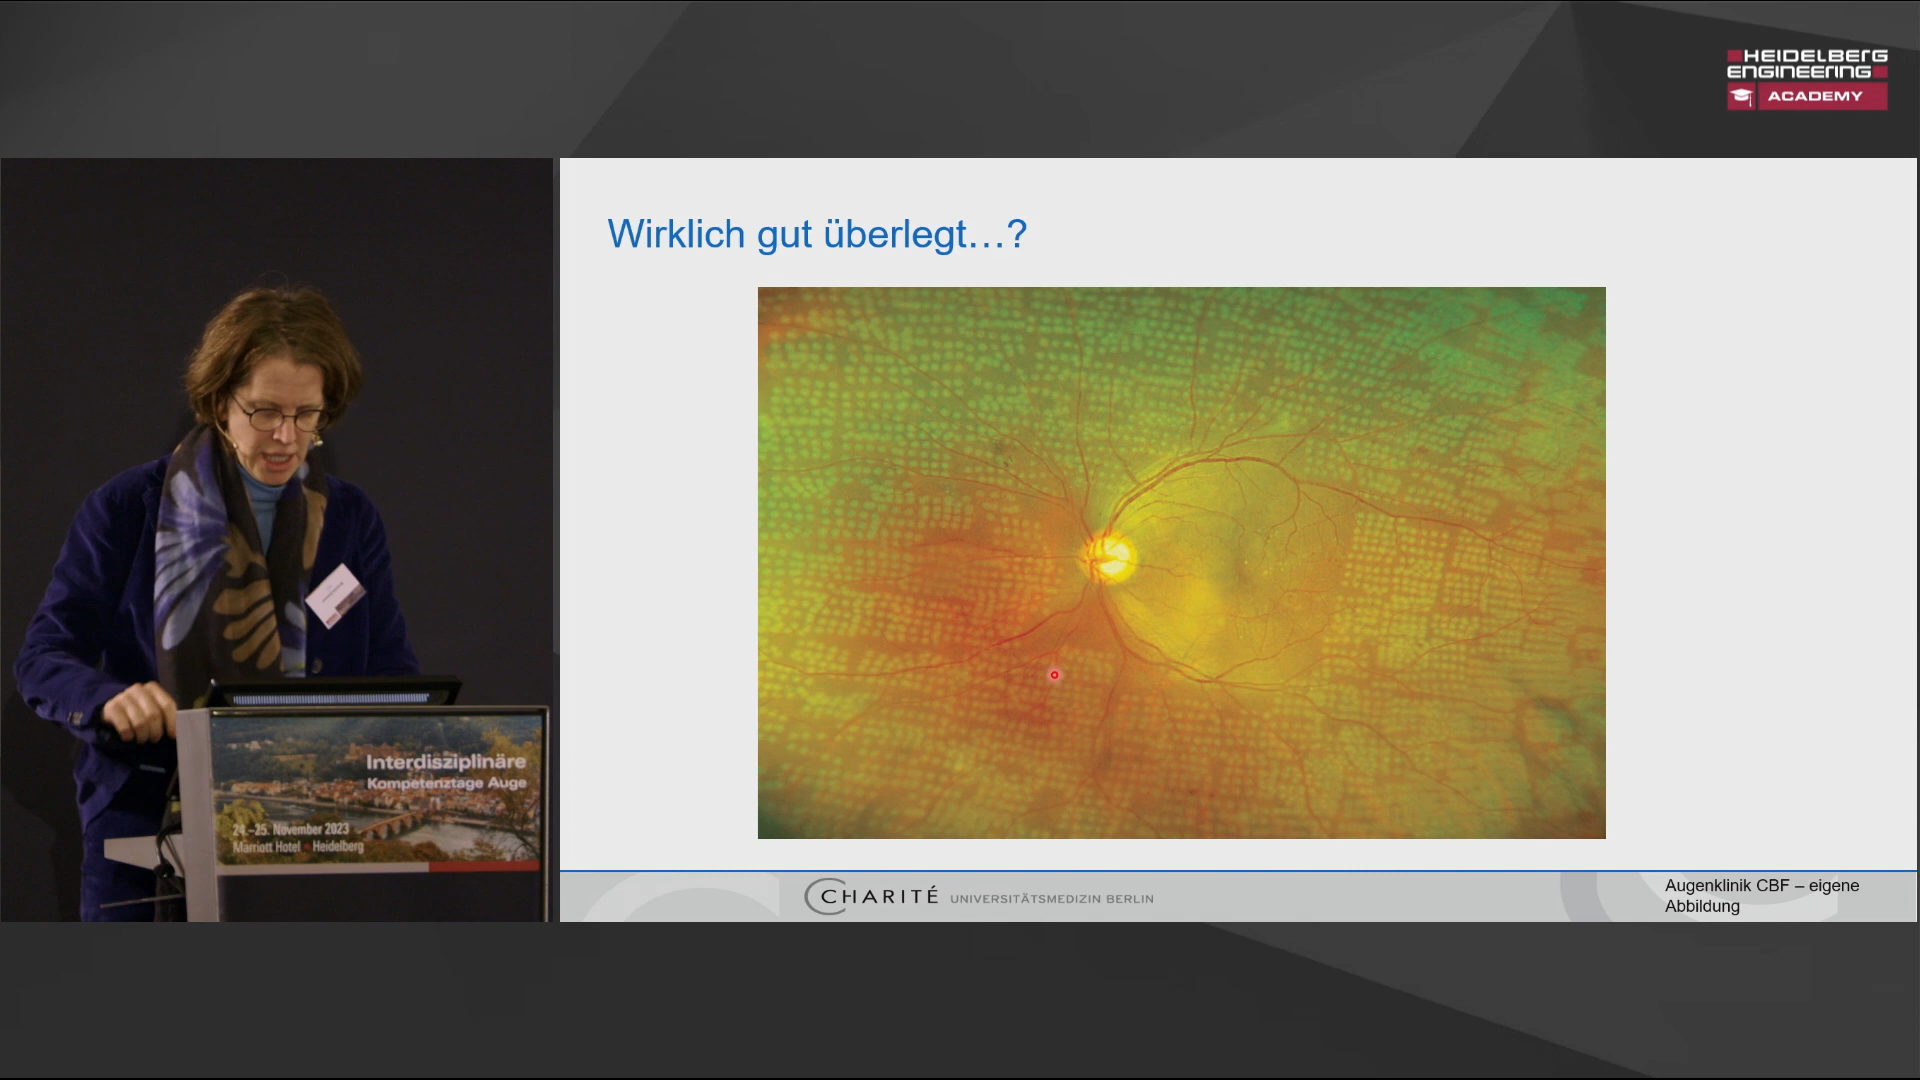 HEIDELBERG
ENGINEERING
ACADEMY
Wirklich gut überlegt…?
Interdisziplinäre
Kompetenztage Auge
24.–25. November 2023
Marriott Hotel • Heidelberg
CHARITÉ UNIVERSITÄTSMEDIZIN BERLIN
Augenklinik CBF – eigene
Abbildung